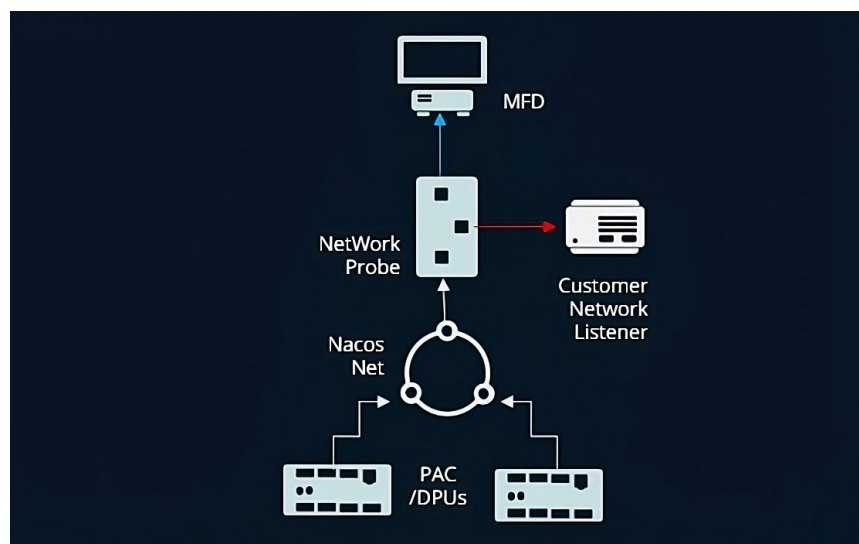 MFD
NetWork
Probe
Customer
Network
Listener
Nacos
Net
PAC
/DPUs